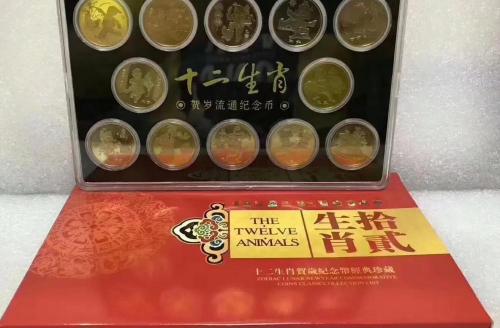 十二生肖
•贺岁流通纪念币•
THE
TWELVE
ANIMALS
拾贰
生肖
十二生肖賀歲紀念幣經典珍藏
ZODIAC LUNAR NEW YEAR COMMEMORATIVE
COINS CLASSICS COLLECTION